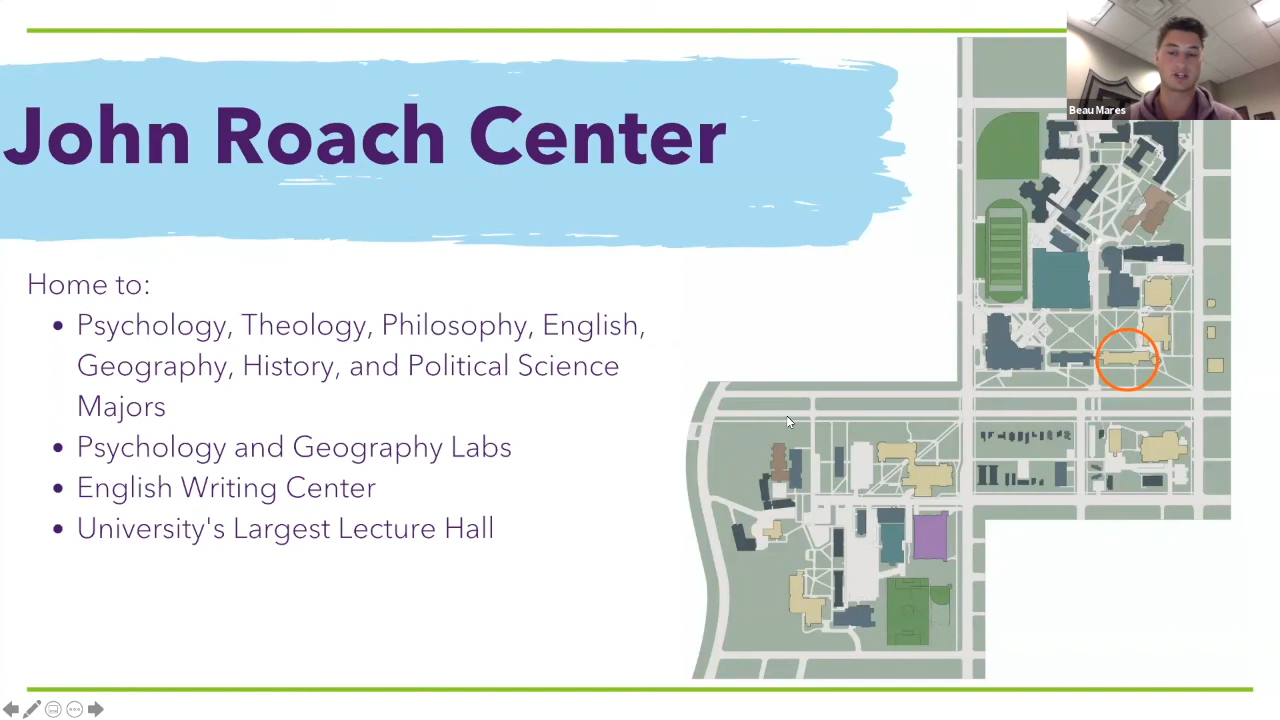 John Roach Center
Beau Mares
Home to:
• Psychology, Theology, Philosophy, English,
Geography, History, and Political Science
Majors
• Psychology and Geography Labs
• English Writing Center
• University's Largest Lecture Hall